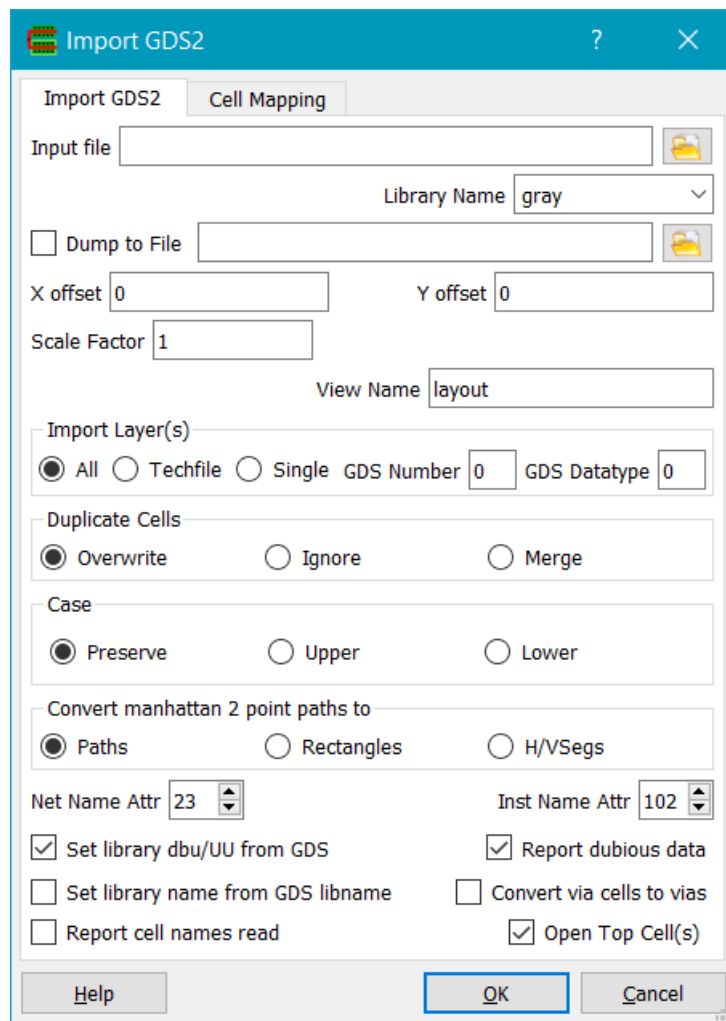 Import GDS2 ?
Import GDS2 Cell Mapping
Input file
Library Name gray
Dump to File
X offset 0 Y offset 0
Scale Factor 1
View Name layout
Import Layer(s)
All Techfile Single GDS Number 0 GDS Datatype 0
Duplicate Cells
Overwrite Ignore Merge
Case
Preserve Upper Lower
Convert manhattan 2 point paths to
Paths Rectangles H/VSegs
Net Name Attr 23 Inst Name Attr 102
Set library dbu/UU from GDS Report dubious data
Set library name from GDS libname Convert via cells to vias
Report cell names read Open Top Cell(s)
Help OK Cancel